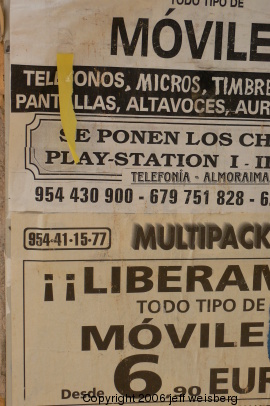 TODO TIPO DE
MÓVILE
TELÉFONOS, MICROS, TIMBRE
PANTALLAS, ALTAVOCES, AUR
SE PONEN LOS CH
PLAY-STATION I - II
TELEFONÍA - ALMORAIMA
954 430 900 - 679 751 828 - 6
954-41-15-77 MULTIPACK
¡¡LIBERAM
TODO TIPO DE
MÓVILE
Desde 6,90 EUR
Copyright 2006 jeff weisberg